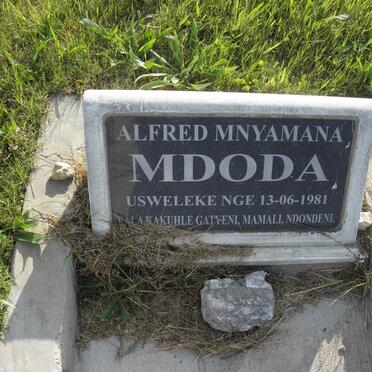 ALFRED MNYAMANA
MDODA
USWELEKE NGE 13-06-1981
KAKUHLE GATYENI, MAMALI, NDONDENI.